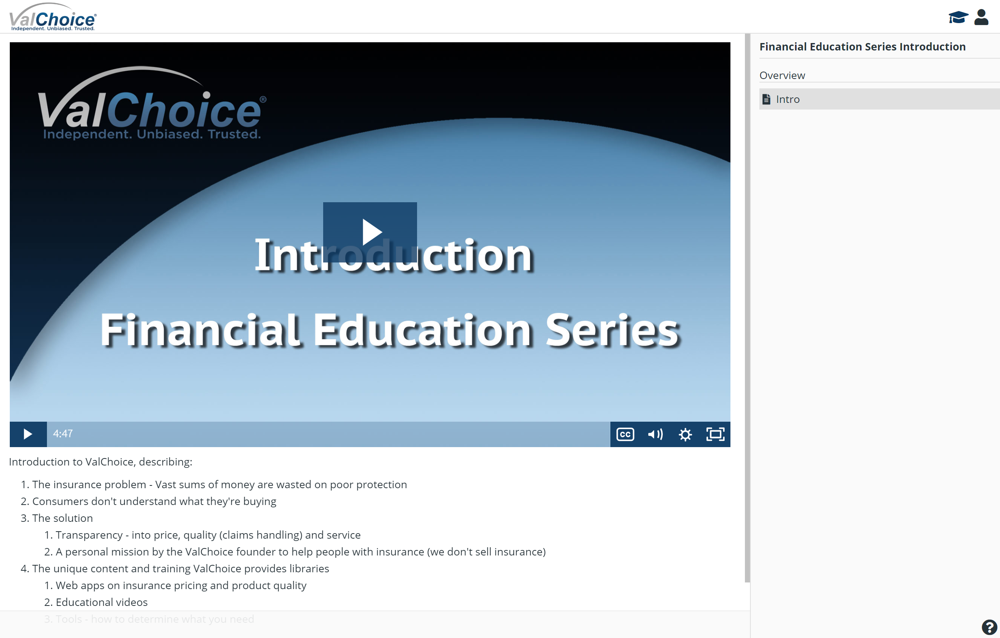 ValChoice®
Independent. Unbiased. Trusted.
ValChoice®
Independent. Unbiased. Trusted.
Introduction
Financial Education Series
4:47
CC
Introduction to ValChoice, describing:
1. The insurance problem - Vast sums of money are wasted on poor protection
2. Consumers don't understand what they're buying
3. The solution
1. Transparency - into price, quality (claims handling) and service
2. A personal mission by the ValChoice founder to help people with insurance (we don't sell insurance)
4. The unique content and training ValChoice provides libraries
1. Web apps on insurance pricing and product quality
2. Educational videos
3. Tools - how to determine what you need
Financial Education Series Introduction
Overview
Intro
?